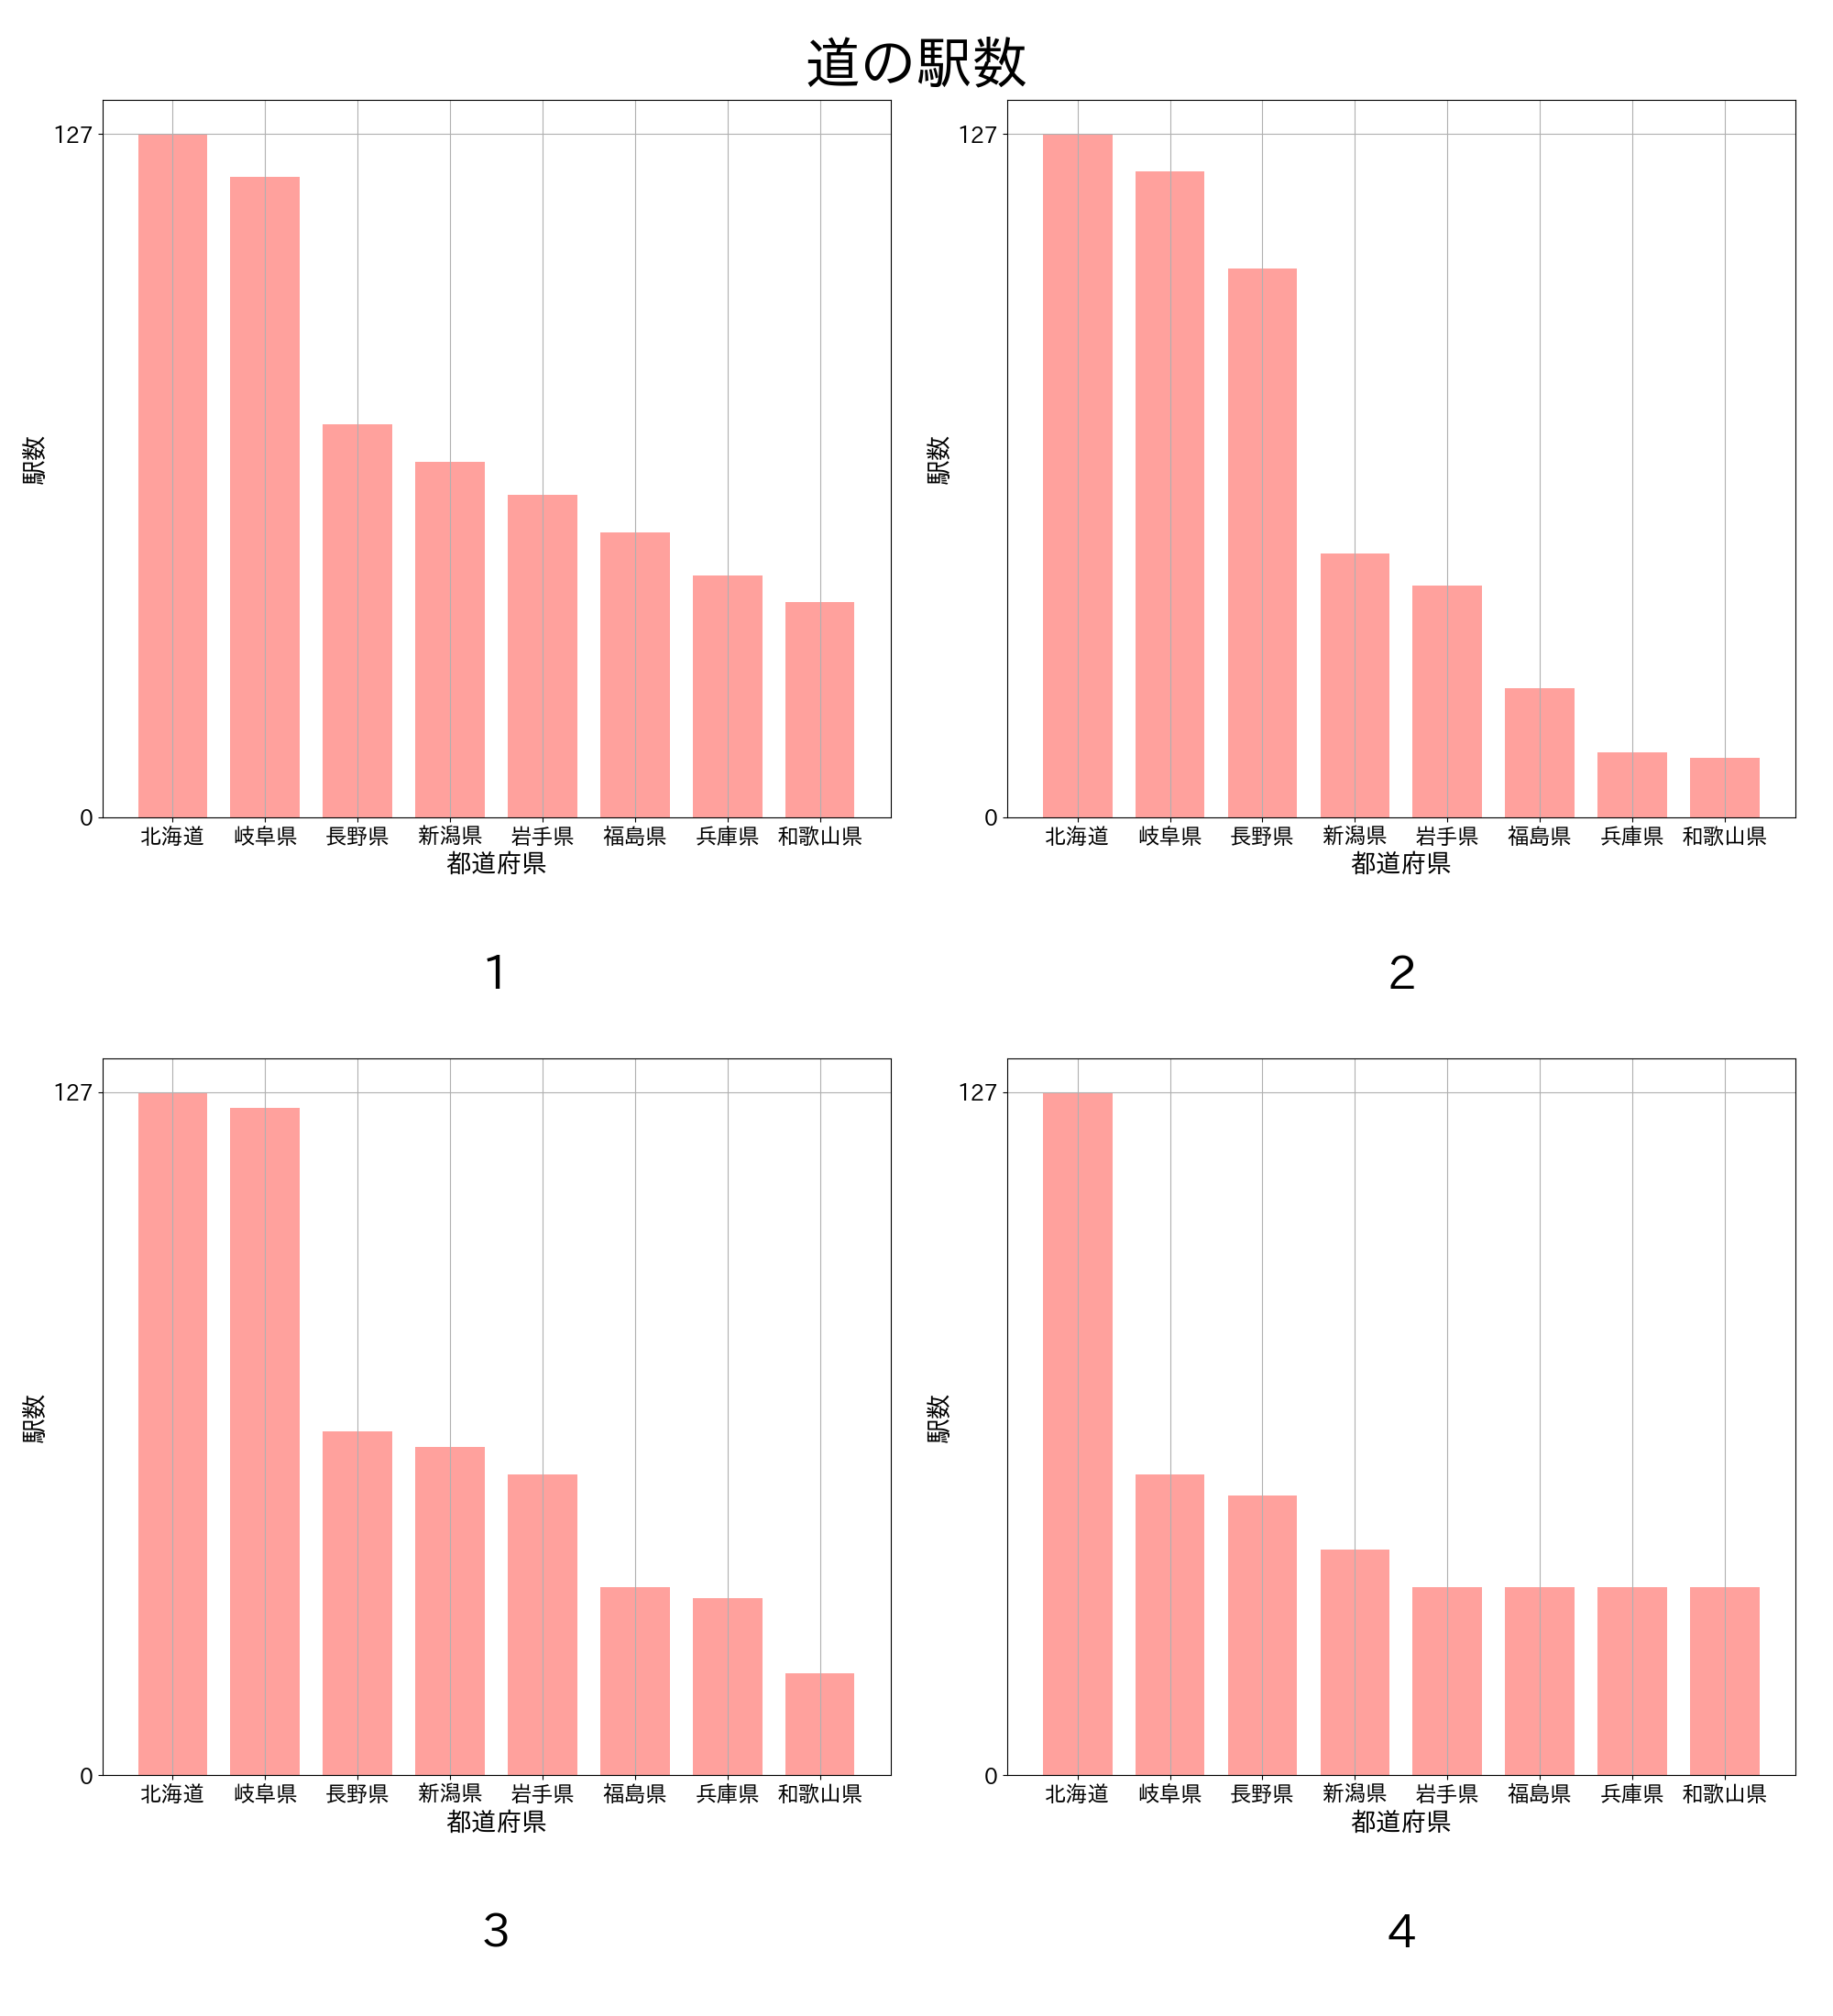 道の駅数
127
駅数
0
北海道 岐阜県 長野県 新潟県 岩手県 福島県 兵庫県 和歌山県
都道府県
1
127
駅数
0
北海道 岐阜県 長野県 新潟県 岩手県 福島県 兵庫県 和歌山県
都道府県
2
127
駅数
0
北海道 岐阜県 長野県 新潟県 岩手県 福島県 兵庫県 和歌山県
都道府県
3
127
駅数
0
北海道 岐阜県 長野県 新潟県 岩手県 福島県 兵庫県 和歌山県
都道府県
4